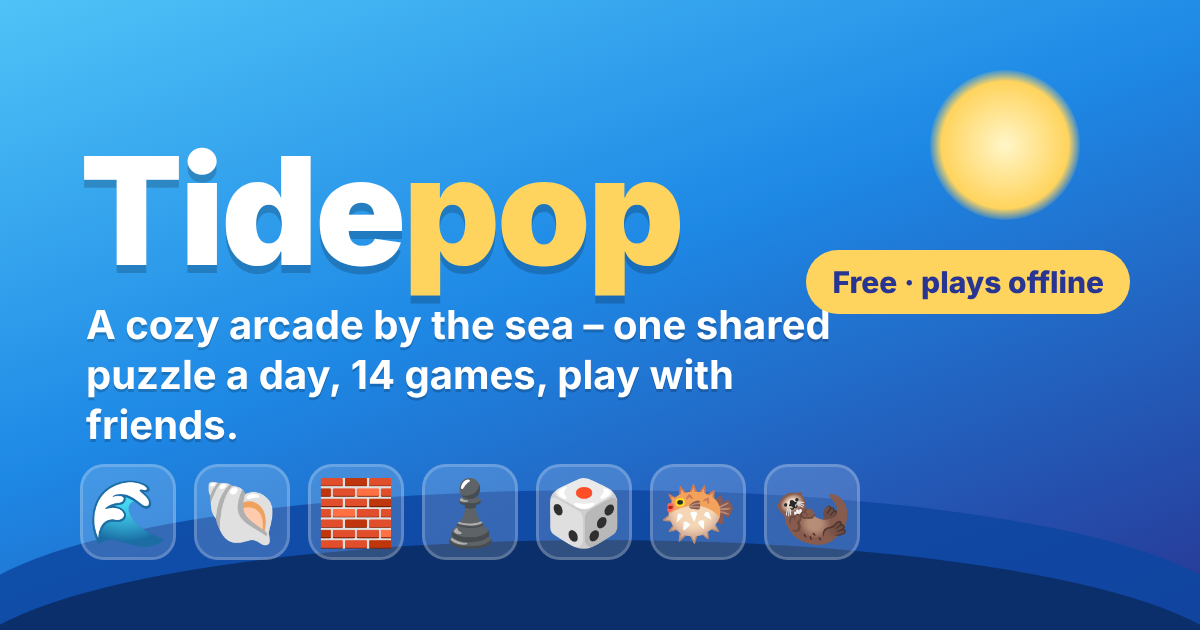 Tidepop
Free · plays offline
A cozy arcade by the sea – one shared
puzzle a day, 14 games, play with
friends.